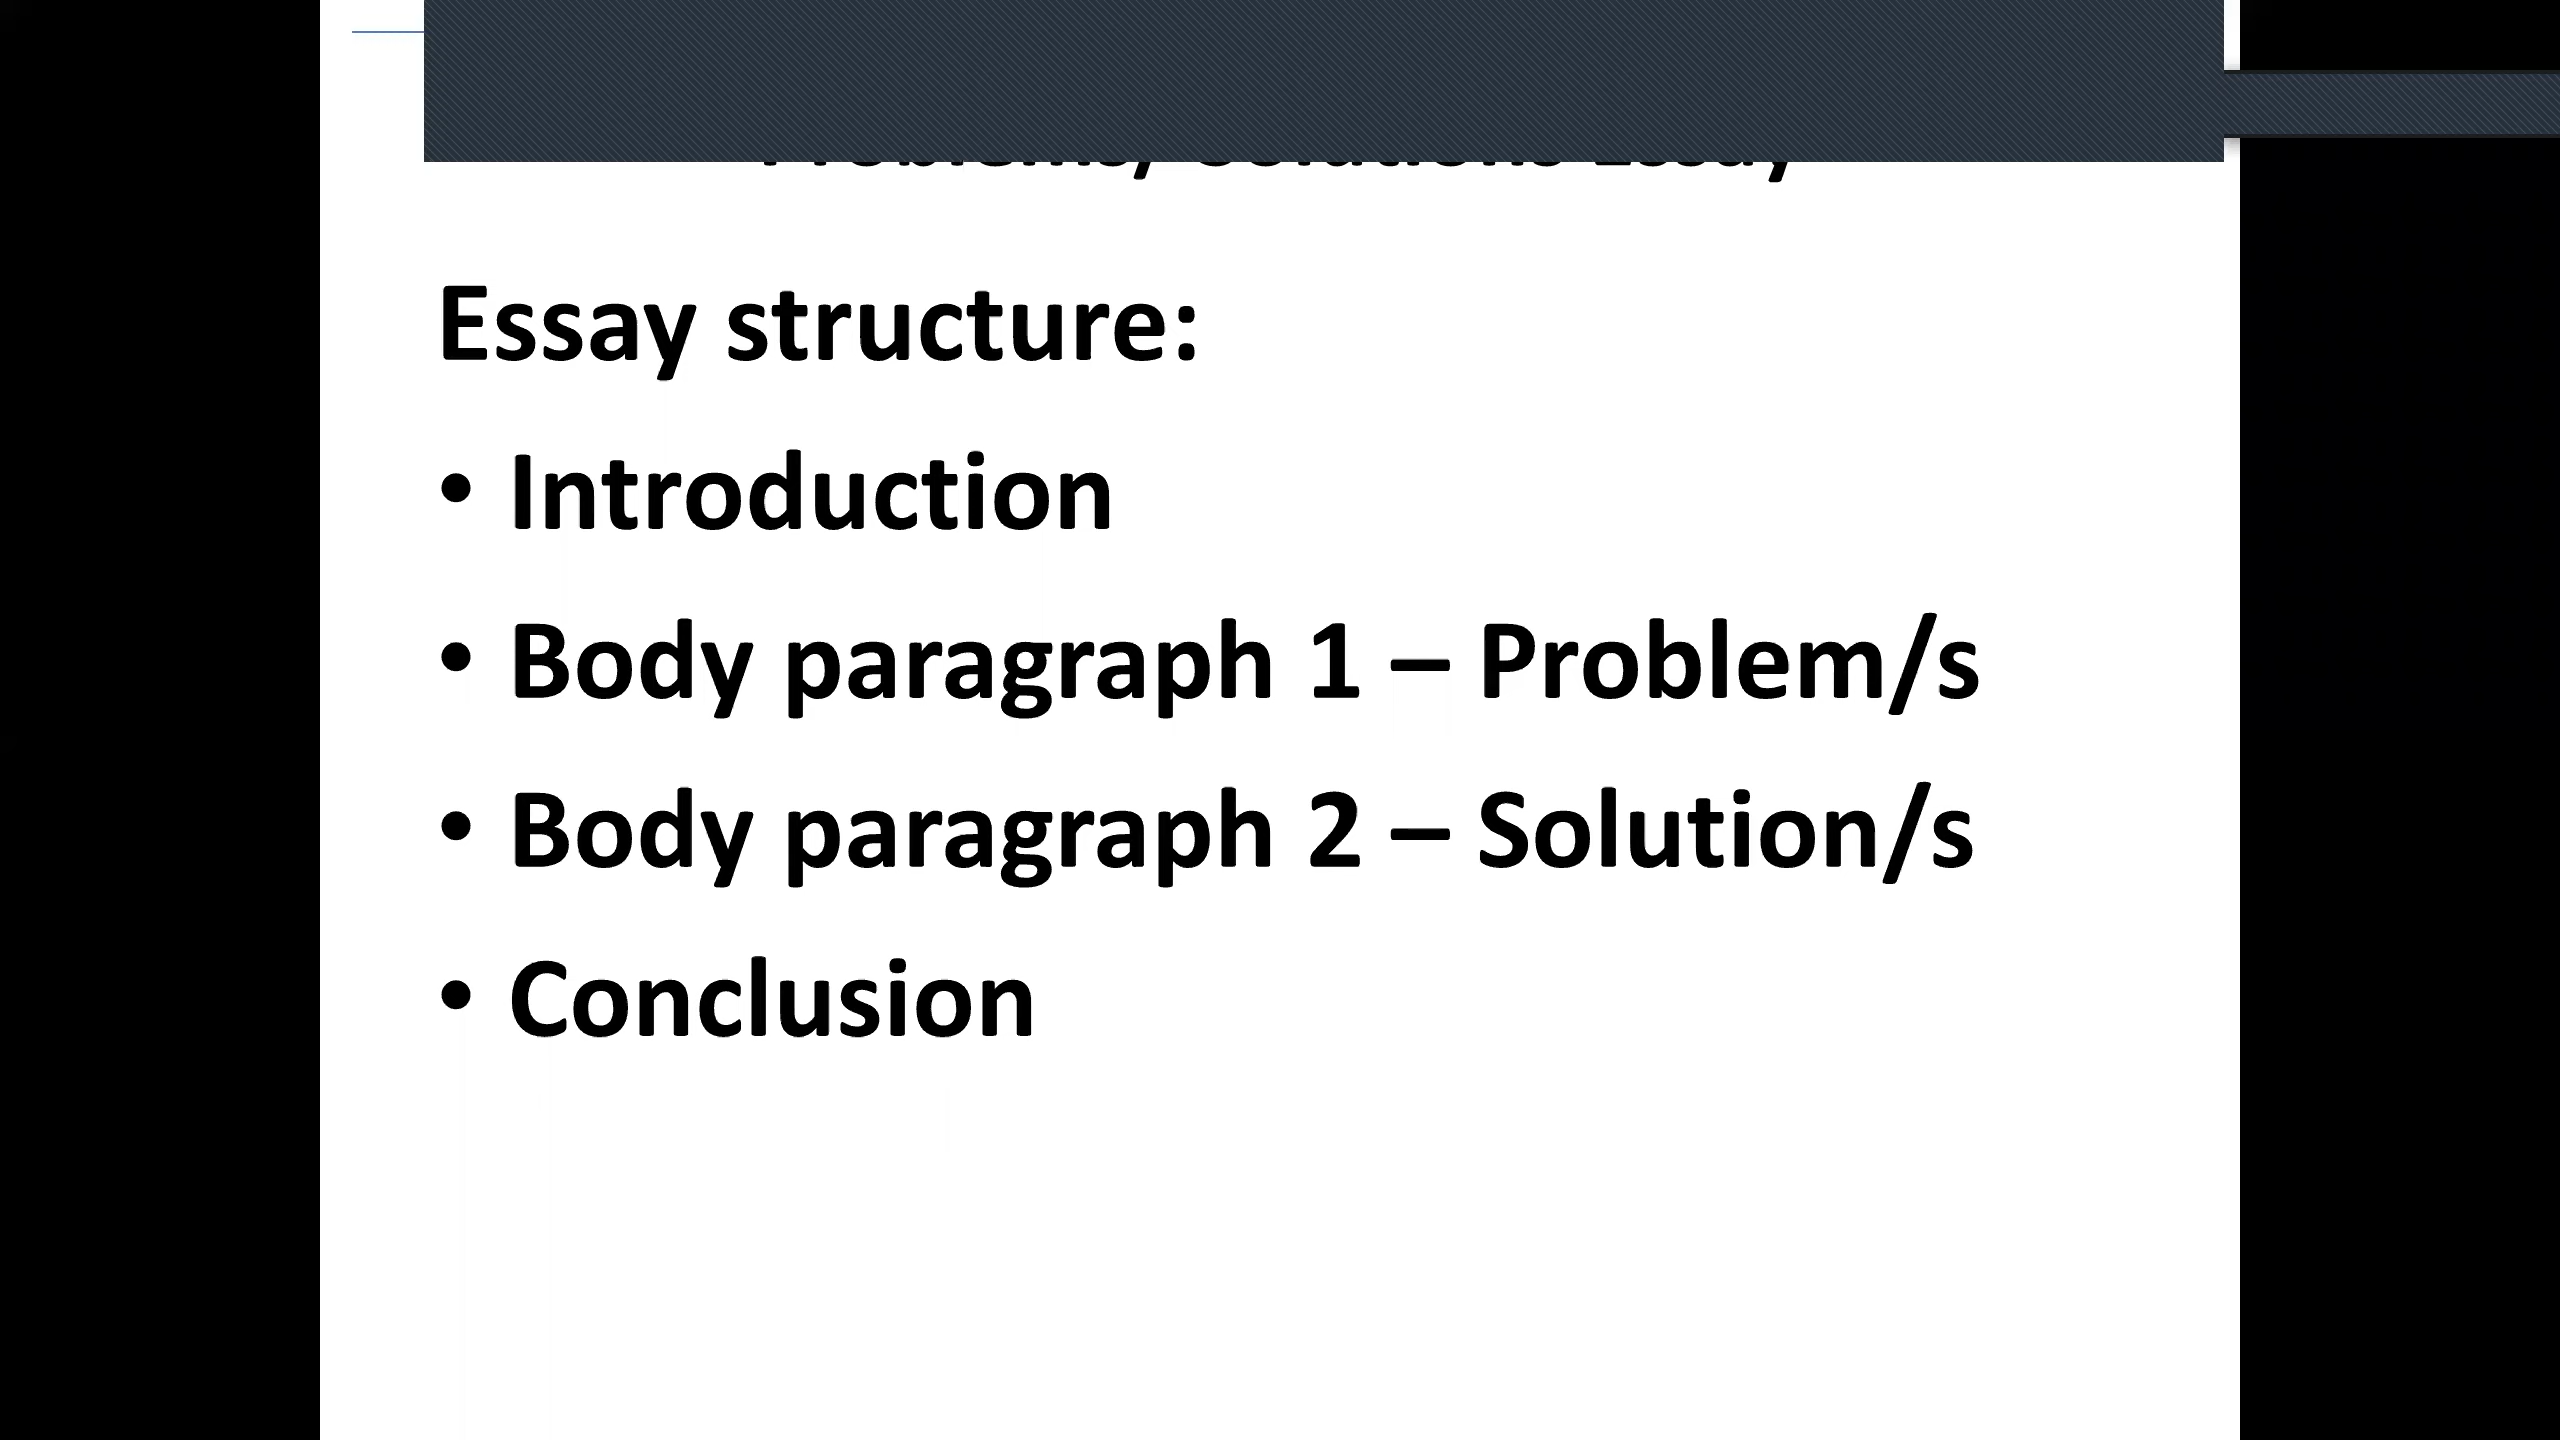 Essay structure:
• Introduction
• Body paragraph 1 – Problem/s
• Body paragraph 2 – Solution/s
• Conclusion